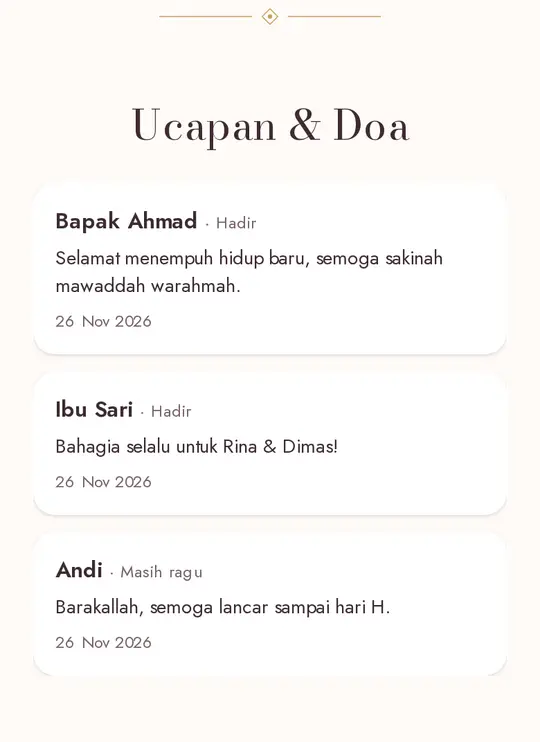 Ucapan & Doa
Bapak Ahmad · Hadir
Selamat menempuh hidup baru, semoga sakinah
mawaddah warahmah.
26 Nov 2026
Ibu Sari · Hadir
Bahagia selalu untuk Rina & Dimas!
26 Nov 2026
Andi · Masih ragu
Barakallah, semoga lancar sampai hari H.
26 Nov 2026